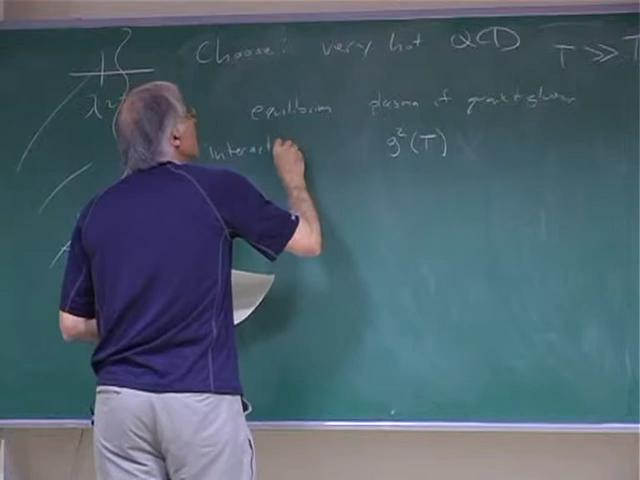 Choose: very hot QCD T ≫ T
equilibrium plasma of quarks+gluons
λ²
Interact g²(T)